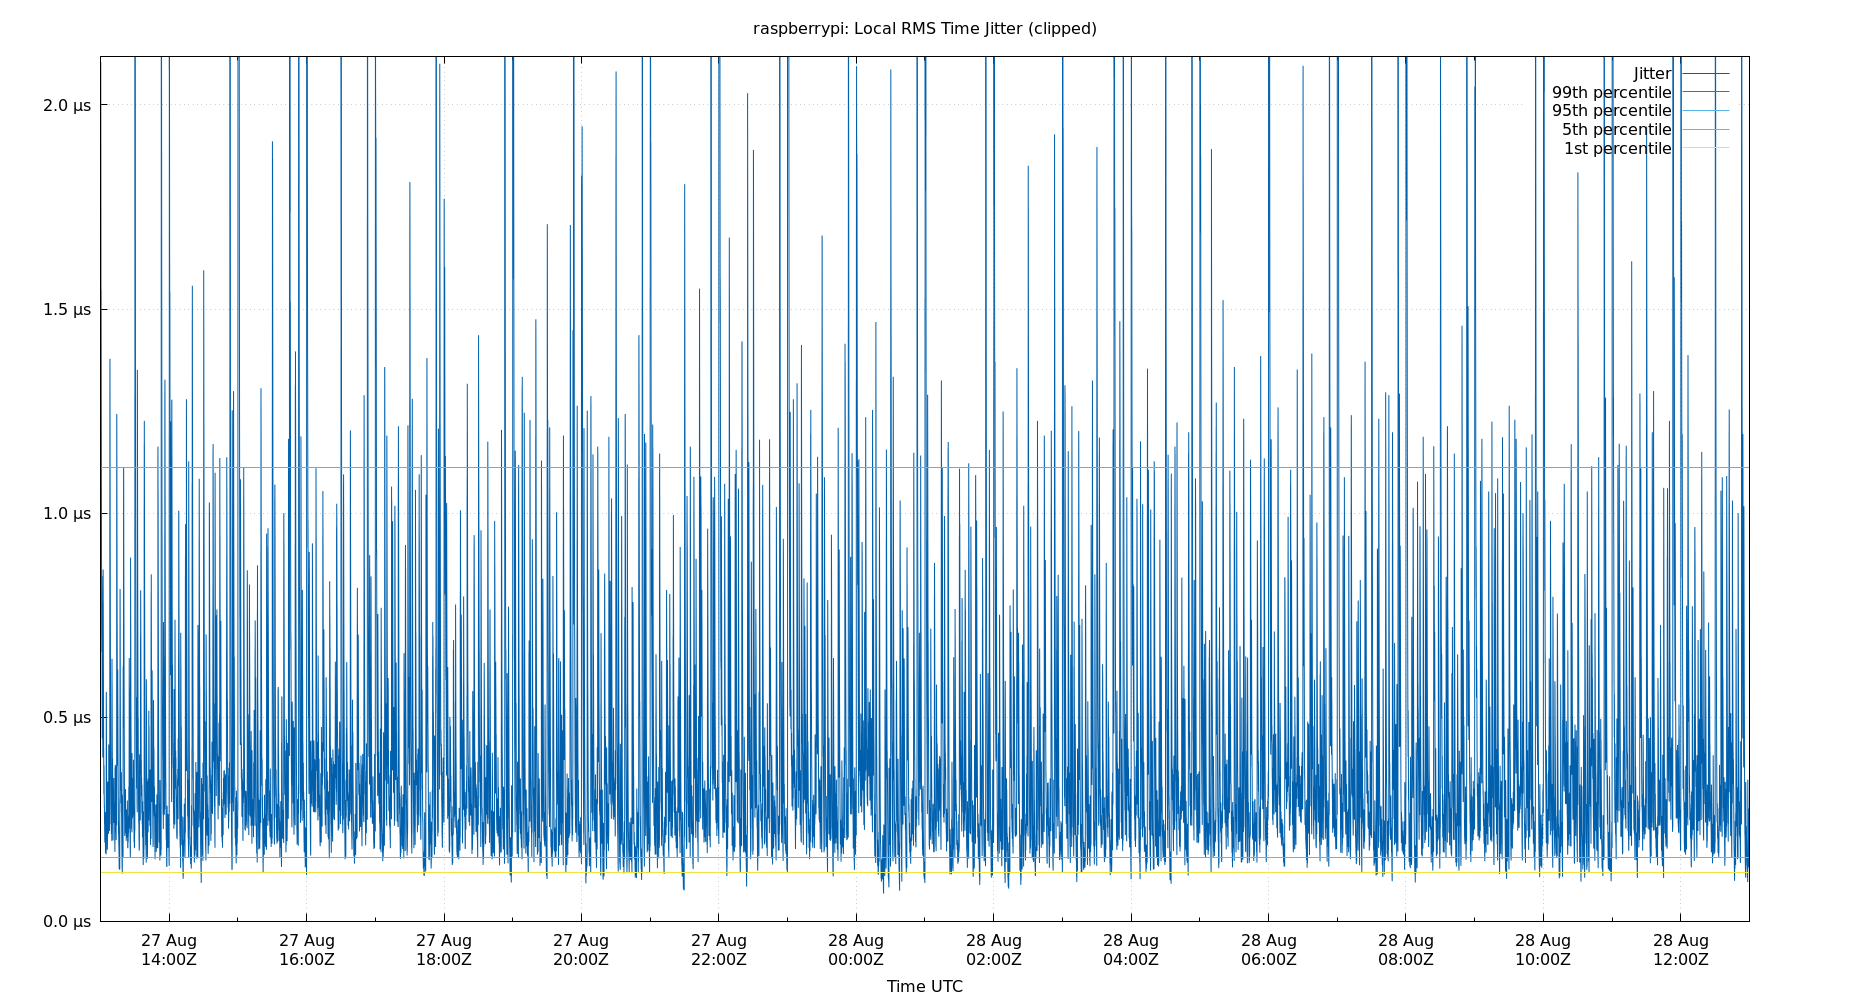 raspberrypi: Local RMS Time Jitter (clipped)
Jitter
99th percentile
95th percentile
5th percentile
1st percentile
2.0 µs
1.5 µs
1.0 µs
0.5 µs
0.0 µs
27 Aug 27 Aug 27 Aug 27 Aug 27 Aug 28 Aug 28 Aug 28 Aug 28 Aug 28 Aug 28 Aug 28 Aug
14:00Z 16:00Z 18:00Z 20:00Z 22:00Z 00:00Z 02:00Z 04:00Z 06:00Z 08:00Z 10:00Z 12:00Z
Time UTC